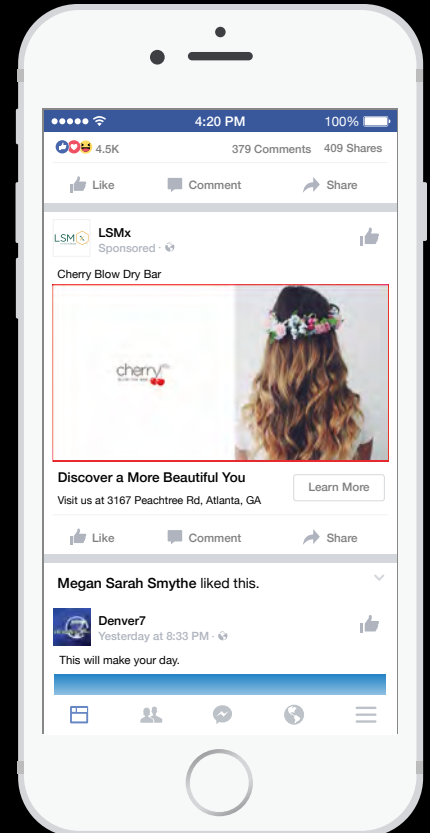 4:20 PM 100%
4.5K 379 Comments 409 Shares
Like Comment Share
LSMx
LSM x
Sponsored ·
Cherry Blow Dry Bar
cherry
Discover a More Beautiful You
Visit us at 3167 Peachtree Rd, Atlanta, GA
Learn More
Like Comment Share
Megan Sarah Smythe liked this.
Denver7
Yesterday at 8:33 PM ·
This will make your day.